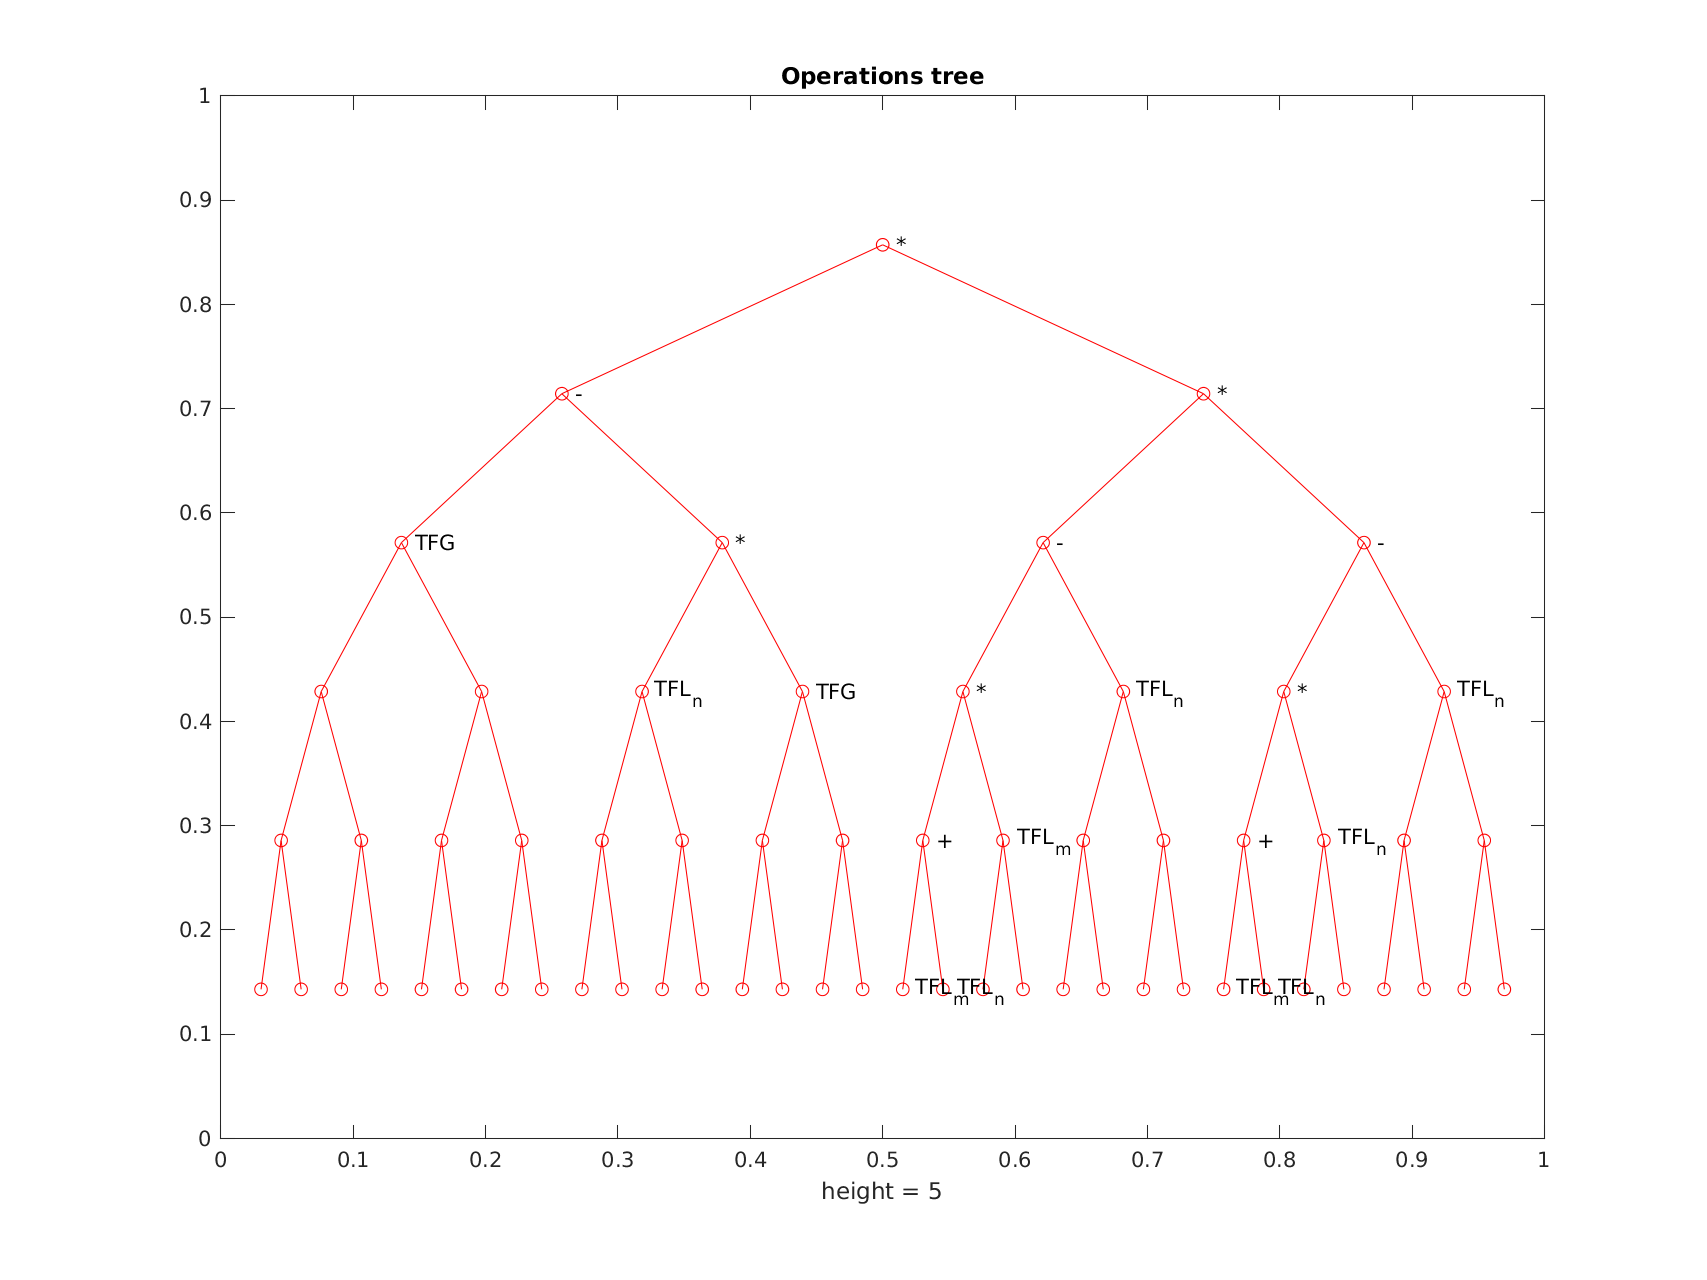 Operations tree
1
0.9
*
0.8
- *
0.7
0.6
TFG * - -
0.5
TFL_n TFG * TFL_n * TFL_n
0.4
0.3
+ TFL_m + TFL_n
0.2
TFL_m TFL_n TFL_m TFL_n
0.1
0
0 0.1 0.2 0.3 0.4 0.5 0.6 0.7 0.8 0.9 1
height = 5